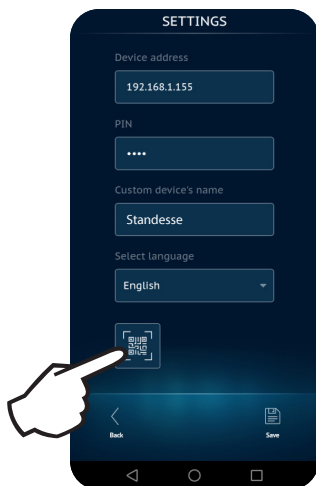 SETTINGS
Device address
192.168.1.155
PIN
••••
Custom device's name
Standesse
Select language
English
Back
Save